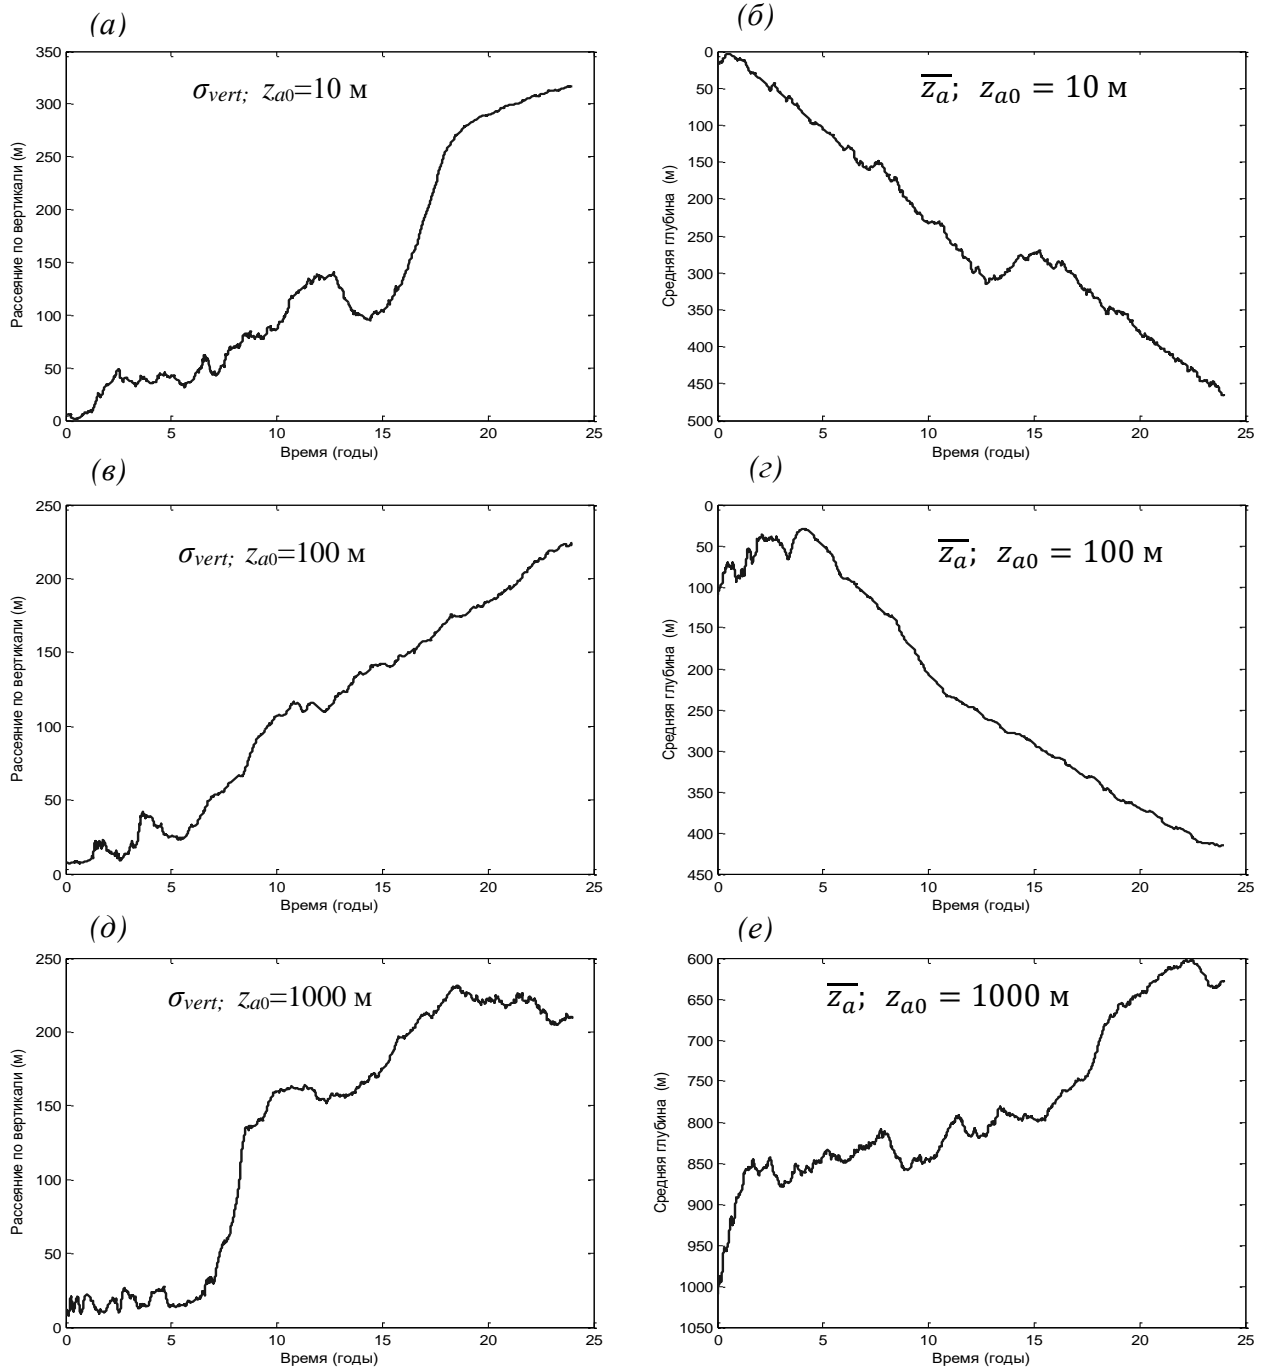 (а)
σvert; za0=10 м
Рассеяние по вертикали (м)
350
300
250
200
150
100
50
0
0 5 10 15 20 25
Время (годы)
(б)
z̅a̅; za0 = 10 м
Средняя глубина (м)
0
50
100
150
200
250
300
350
400
450
500
0 5 10 15 20 25
Время (годы)
(в)
σvert; za0=100 м
Рассеяние по вертикали (м)
250
200
150
100
50
0
0 5 10 15 20 25
Время (годы)
(г)
z̅a̅; za0 = 100 м
Средняя глубина (м)
0
50
100
150
200
250
300
350
400
450
0 5 10 15 20 25
Время (годы)
(д)
σvert; za0=1000 м
Рассеяние по вертикали (м)
250
200
150
100
50
0
0 5 10 15 20 25
Время (годы)
(е)
z̅a̅; za0 = 1000 м
Средняя глубина (м)
600
650
700
750
800
850
900
950
1000
1050
0 5 10 15 20 25
Время (годы)